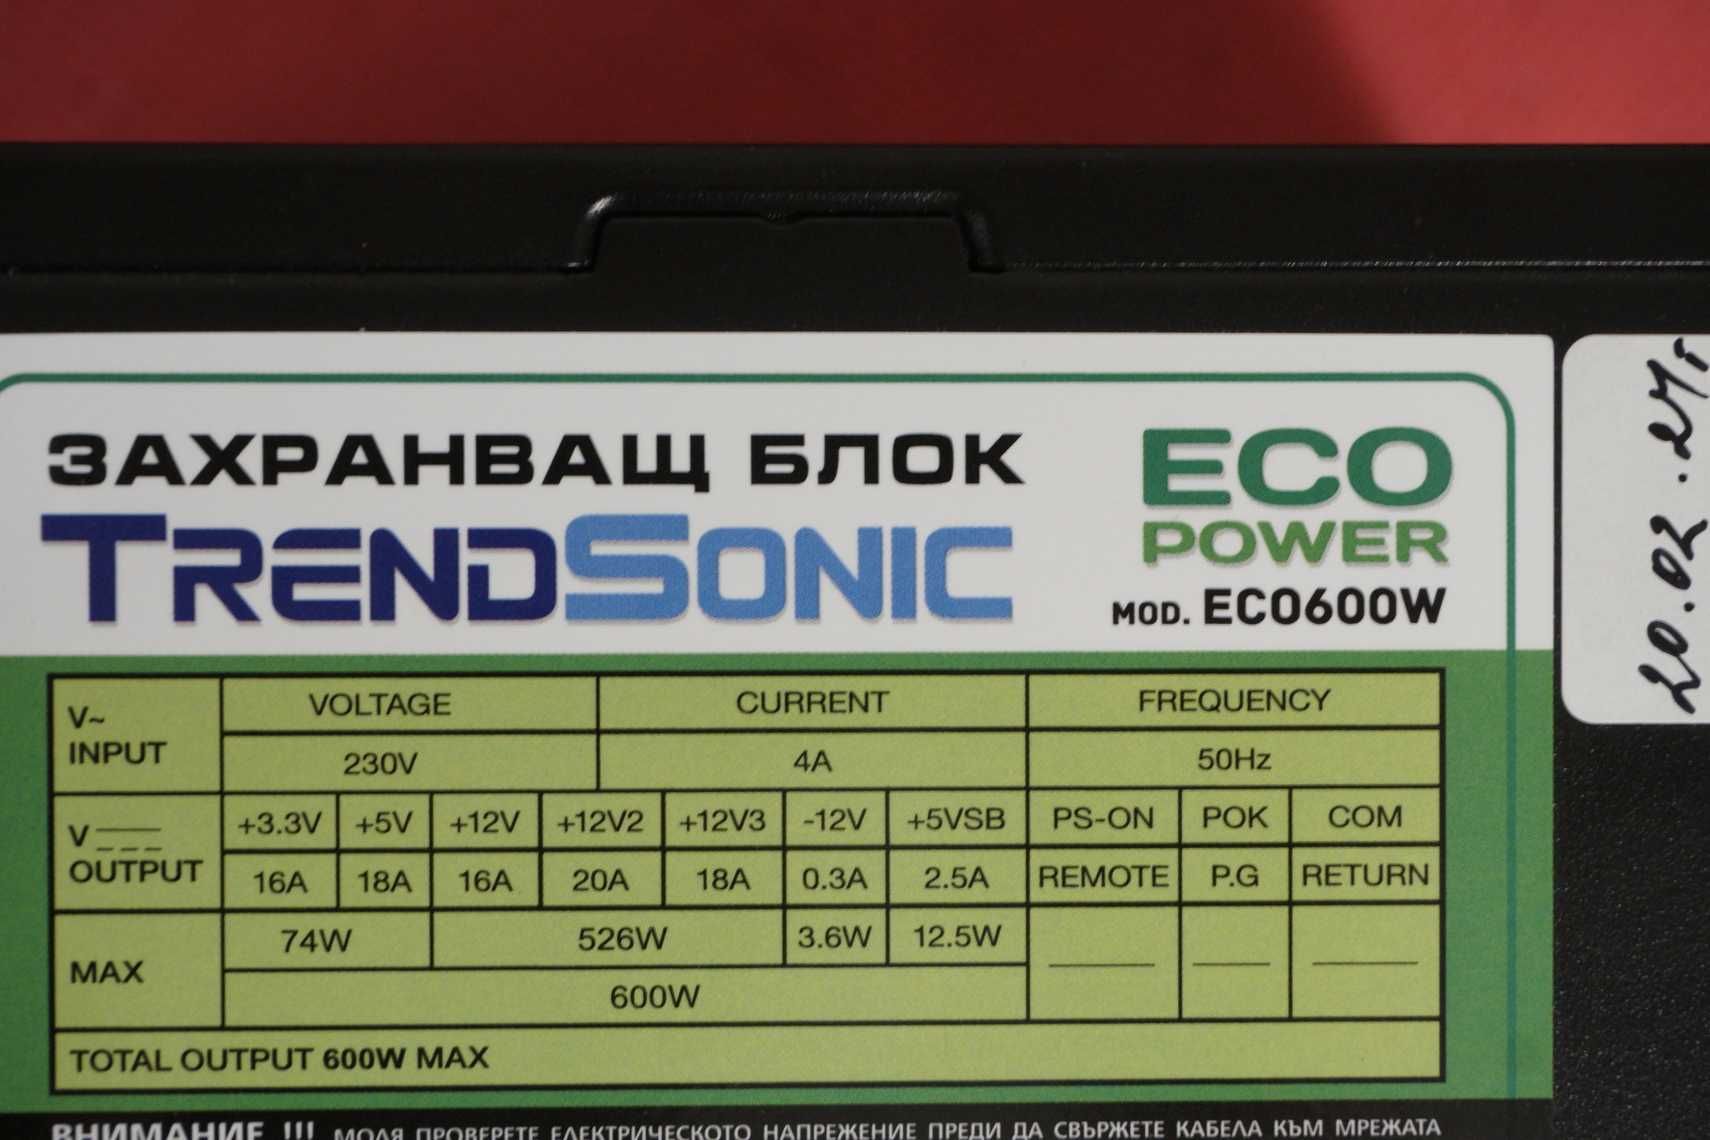 ЗАХРАНВАЩ БЛОК
TRENDSONIC
ECO
POWER
MOD. ECO600W
V~ INPUT
VOLTAGE CURRENT FREQUENCY
230V 4A 50Hz
V OUTPUT
+3.3V +5V +12V +12V2 +12V3 -12V +5VSB PS-ON POK COM
16A 18A 16A 20A 18A 0.3A 2.5A REMOTE P.G RETURN
MAX
74W 526W 3.6W 12.5W
600W
TOTAL OUTPUT 600W MAX
ВНИМАНИЕ !!! МОЛЯ ПРОВЕРЕТЕ ЕЛЕКТРИЧЕСКОТО НАПРЕЖЕНИЕ ПРЕДИ ДА СВЪРЖЕТЕ КАБЕЛА КЪМ МРЕЖАТА
20.02.